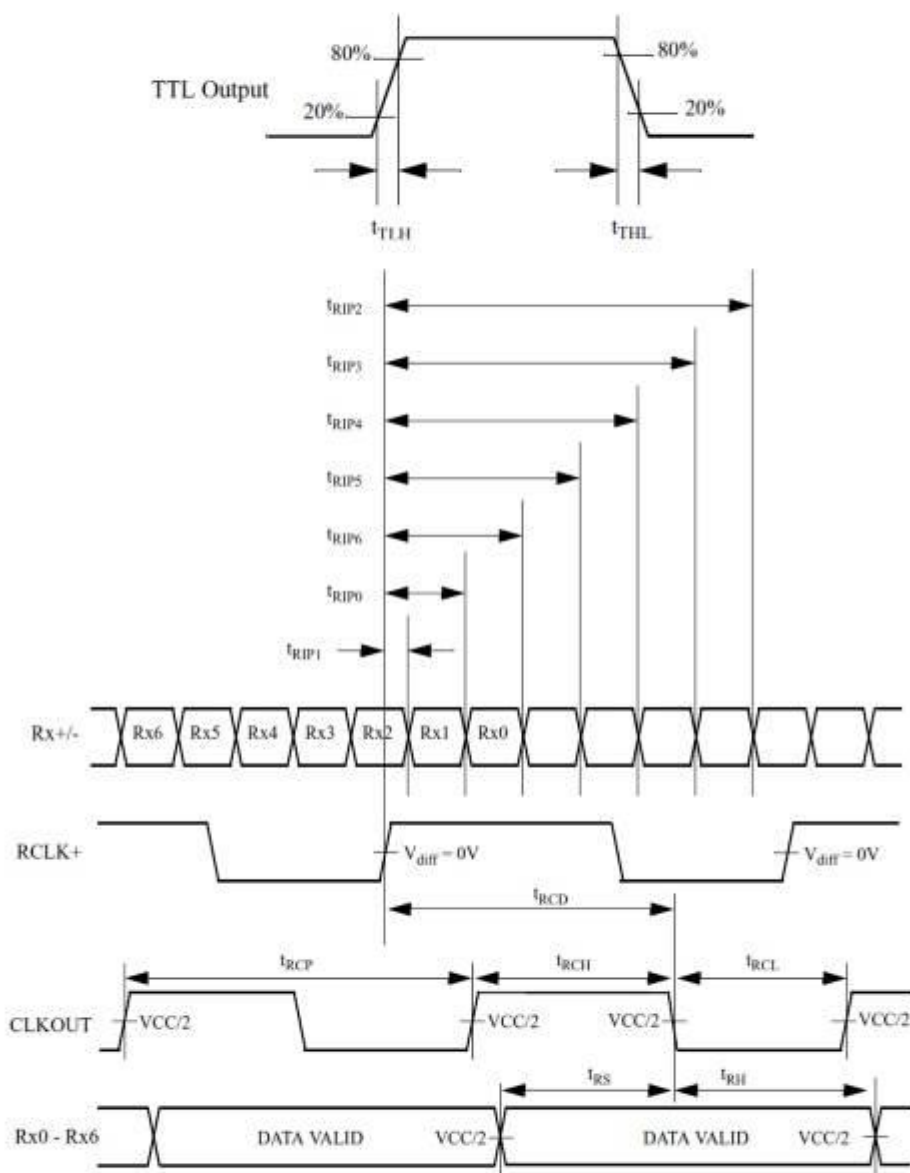 80% 80%
TTL Output
20% 20%
tTLH tTHL
tRIP2
tRIP3
tRIP4
tRIP5
tRIP6
tRIP0
tRIP1
Rx+/- Rx6 Rx5 Rx4 Rx3 Rx2 Rx1 Rx0
RCLK+ Vdiff = 0V Vdiff = 0V
tRCD
tRCP tRCH tRCL
CLKOUT VCC/2 VCC/2 VCC/2 VCC/2
tRS tRH
Rx0 - Rx6 DATA VALID VCC/2 DATA VALID VCC/2